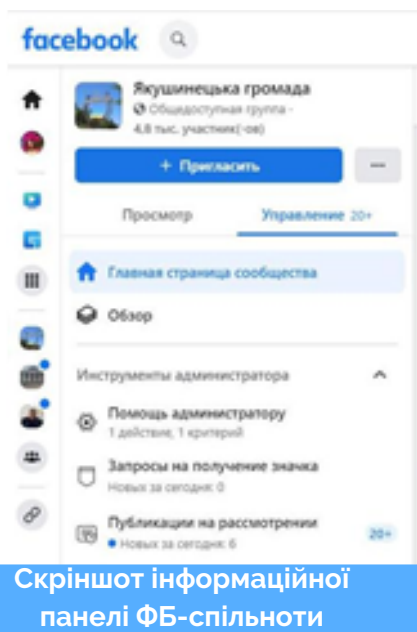 facebook
Якушинецька громада
Общедоступная группа ·
4,8 тыс. участник(-ов)
+ Пригласить
Просмотр
Управление 20+
Главная страница сообщества
Обзор
Инструменты администратора
Помощь администратору
1 действие, 1 критерий
Запросы на получение значка
Новых за сегодня: 0
Публикации на рассмотрении
Новых за сегодня: 6
20+
Скріншот інформаційної
панелі ФБ-спільноти